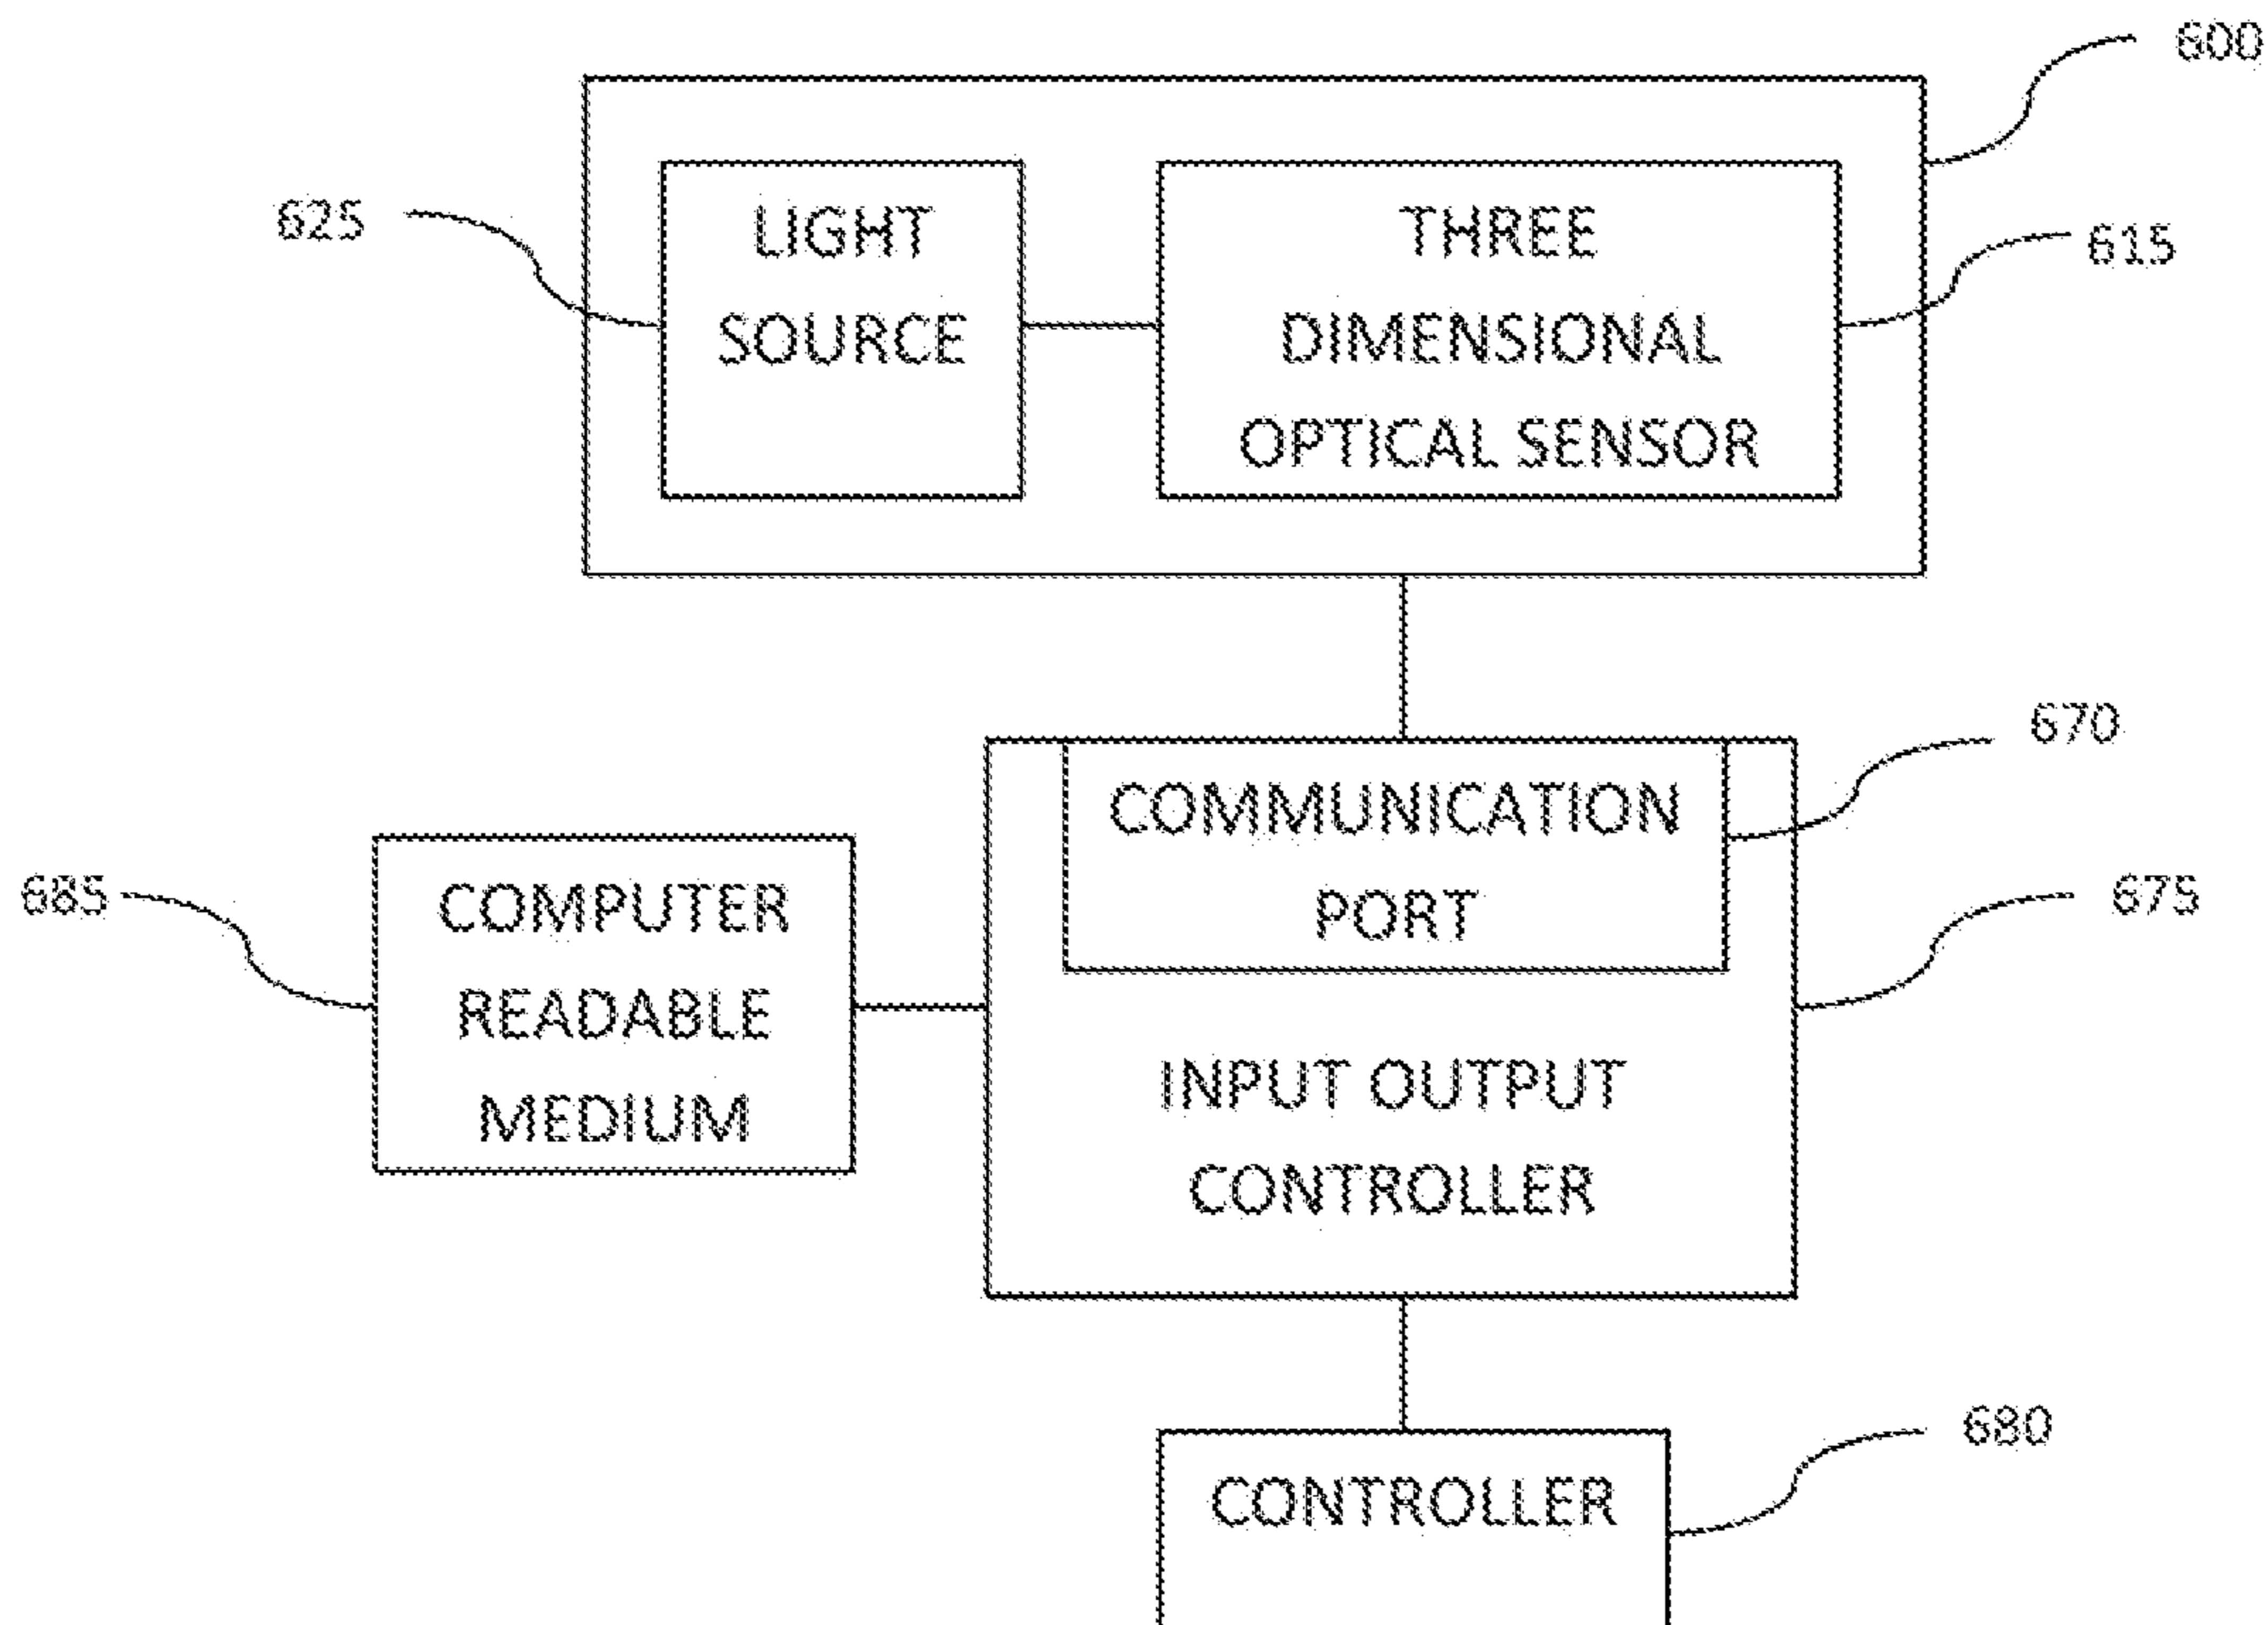 600
625
LIGHT
SOURCE
THREE
DIMENSIONAL
OPTICAL SENSOR
615
670
COMMUNICATION
PORT
685
COMPUTER
READABLE
MEDIUM
675
INPUT OUTPUT
CONTROLLER
680
CONTROLLER